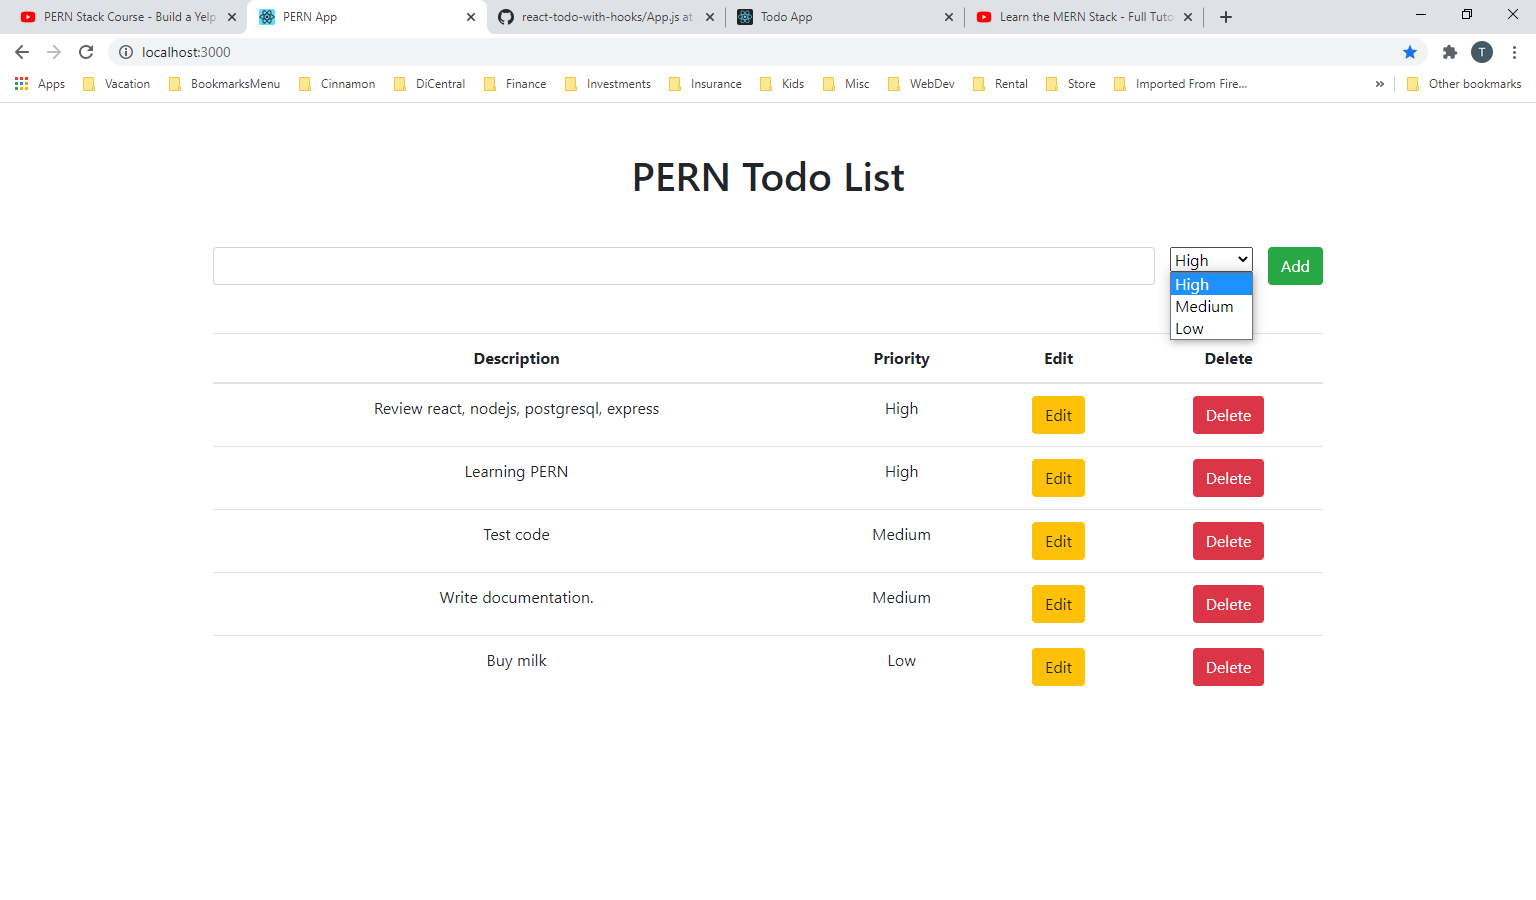 PERN Stack Course - Build a Yelp
PERN App
react-todo-with-hooks/App.js at
Todo App
Learn the MERN Stack - Full Tuto
localhost:3000
T
Apps Vacation BookmarksMenu Cinnamon DiCentral Finance Investments Insurance Kids Misc WebDev Rental Store Imported From Fire... » Other bookmarks
PERN Todo List
High Add
High
Medium
Low
Description Priority Edit Delete
Review react, nodejs, postgresql, express High Edit Delete
Learning PERN High Edit Delete
Test code Medium Edit Delete
Write documentation. Medium Edit Delete
Buy milk Low Edit Delete